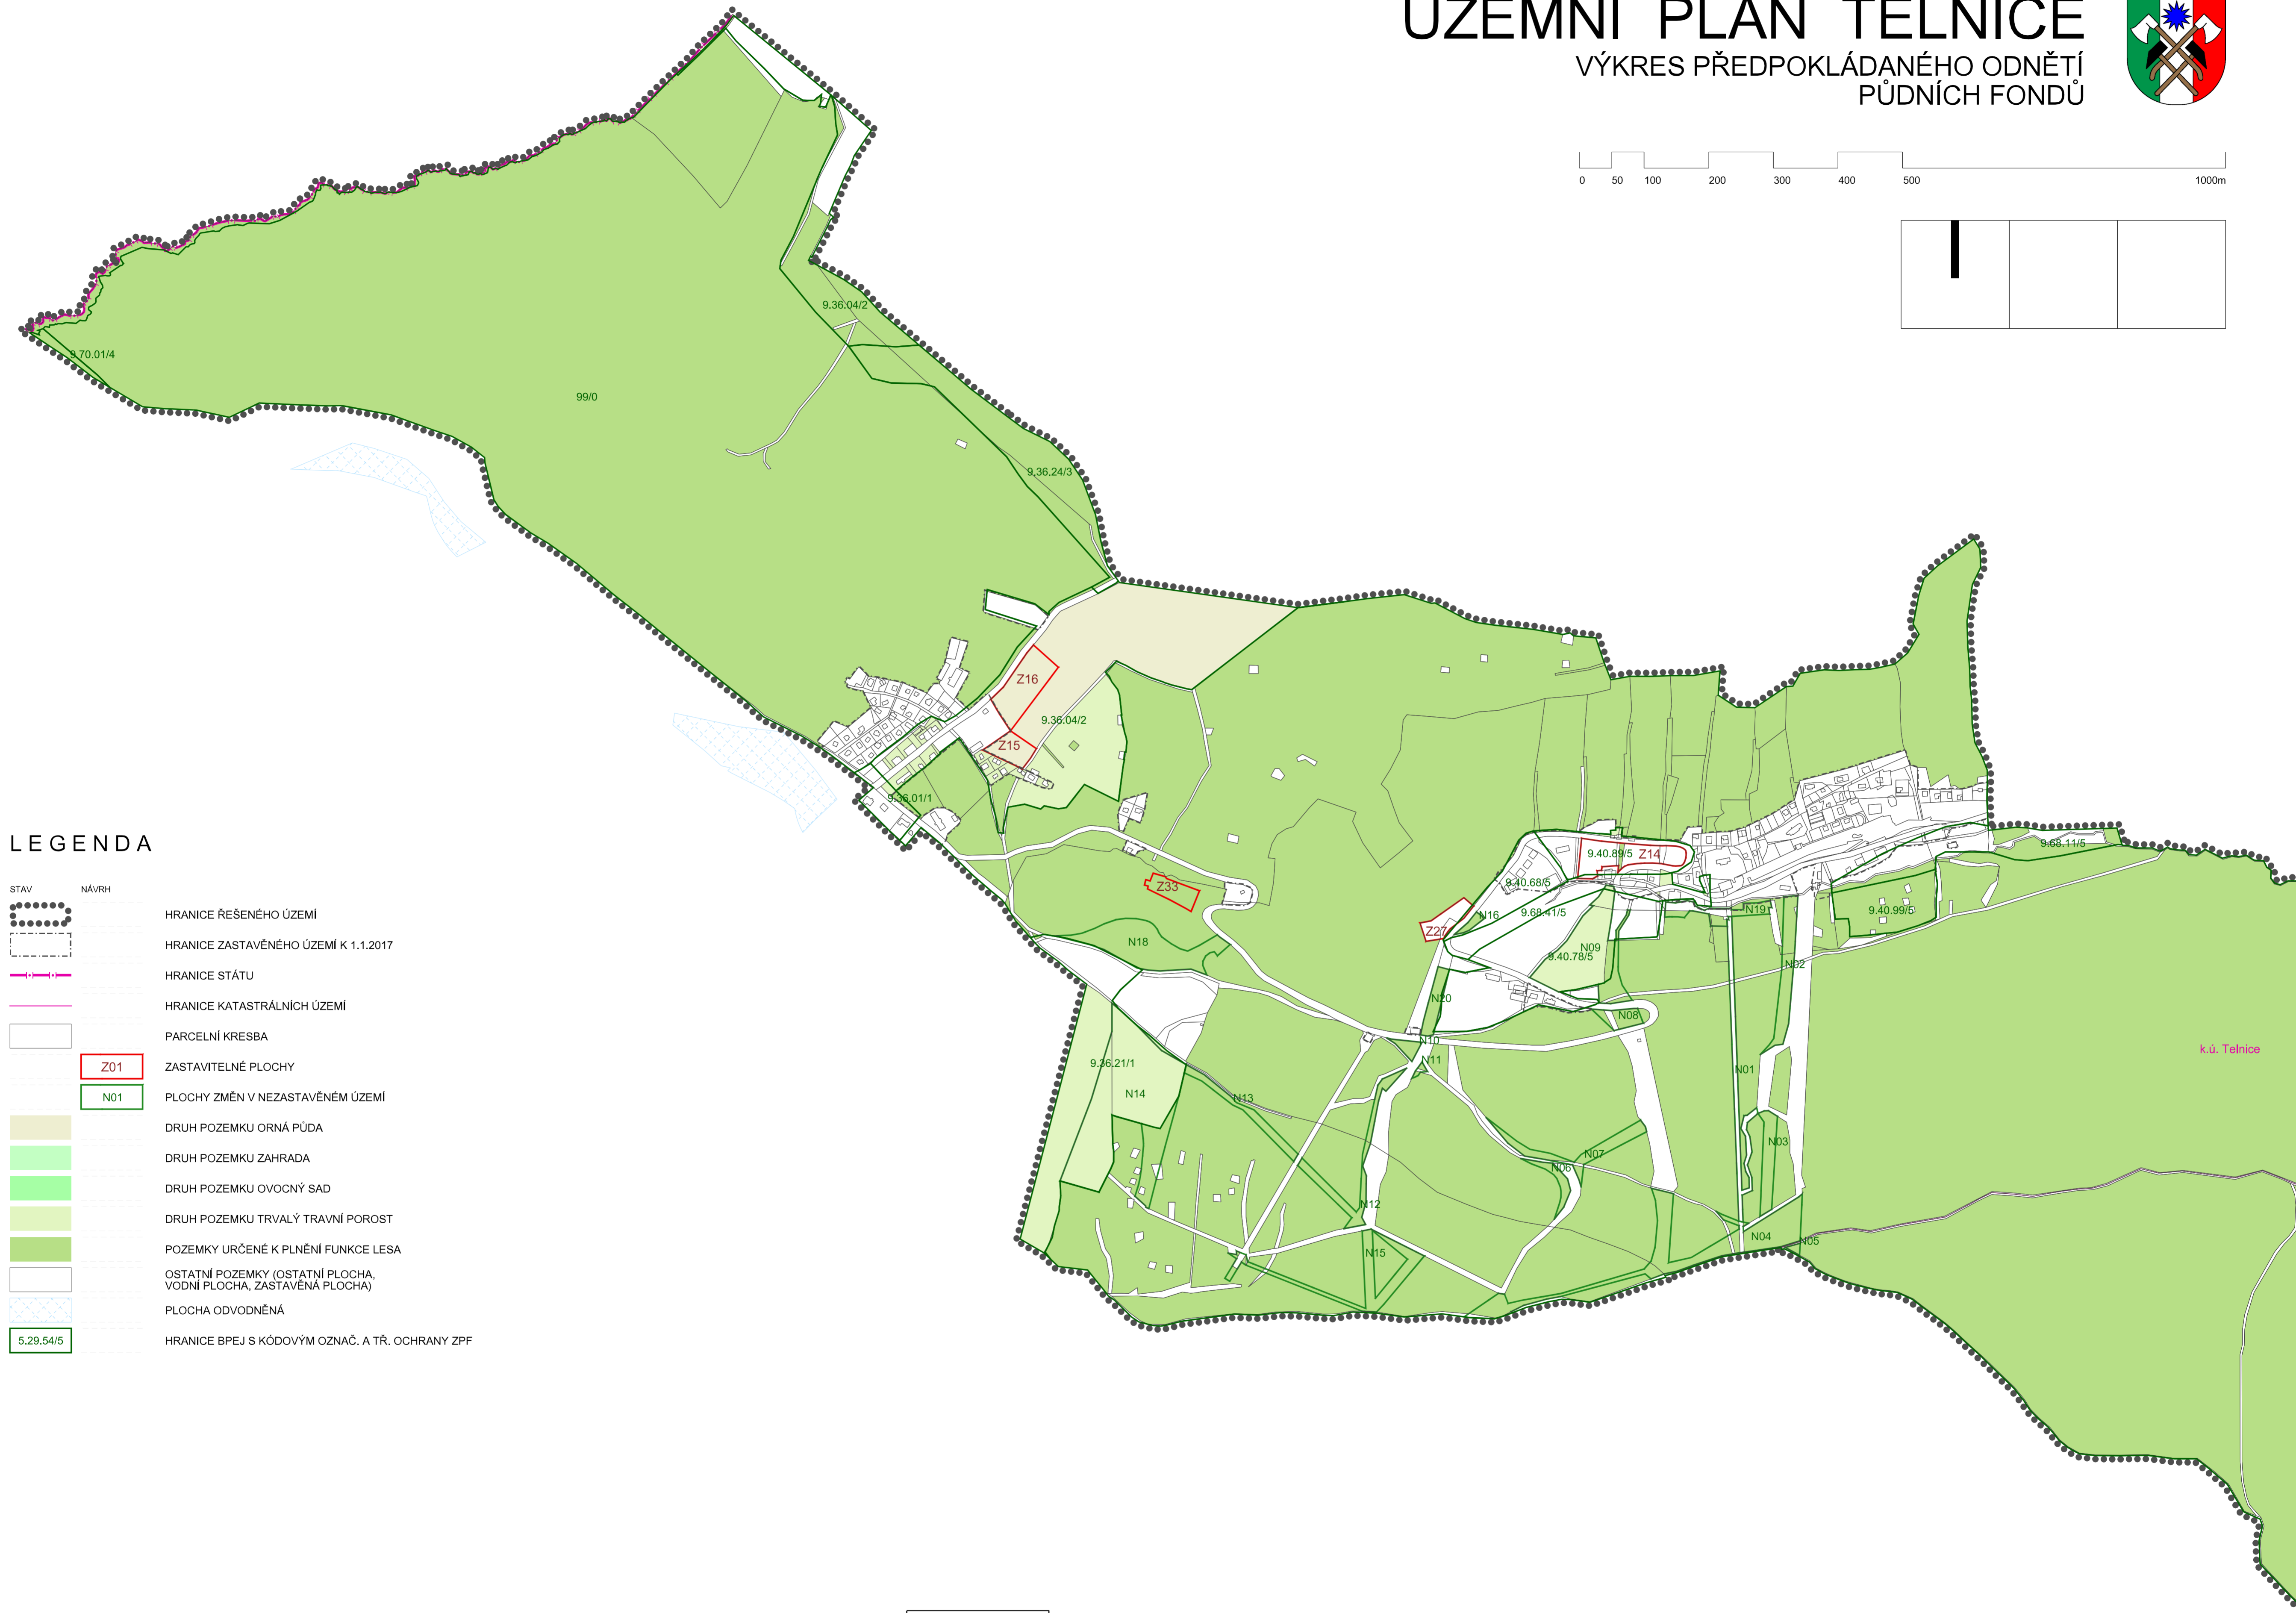 ÚZEMNÍ PLÁN TELNICE
VÝKRES PŘEDPOKLÁDANÉHO ODNĚTÍ
PŮDNÍCH FONDŮ
0 50 100 200 300 400 500 1000m
9.36.04/2
9.70.01/4
99/0
9.36.24/3
Z16
9.36.04/2
Z15
9.36.01/1
Z33
N18
9.40.89/5
Z14
9.68.11/5
9.40.68/5
N16
9.68.41/5
N19
9.40.99/5
Z27
N09
9.40.78/5
N02
N20
N08
N10
N11
k.ú. Telnice
9.36.21/1
N01
N14
N13
N03
N07
N06
N12
N04
N05
N15
LEGENDA
STAV NÁVRH
HRANICE ŘEŠENÉHO ÚZEMÍ
HRANICE ZASTAVĚNÉHO ÚZEMÍ K 1.1.2017
HRANICE STÁTU
HRANICE KATASTRÁLNÍCH ÚZEMÍ
PARCELNÍ KRESBA
Z01 ZASTAVITELNÉ PLOCHY
N01 PLOCHY ZMĚN V NEZASTAVĚNÉM ÚZEMÍ
DRUH POZEMKU ORNÁ PŮDA
DRUH POZEMKU ZAHRADA
DRUH POZEMKU OVOCNÝ SAD
DRUH POZEMKU TRVALÝ TRAVNÍ POROST
POZEMKY URČENÉ K PLNĚNÍ FUNKCE LESA
OSTATNÍ POZEMKY (OSTATNÍ PLOCHA,
VODNÍ PLOCHA, ZASTAVĚNÁ PLOCHA)
PLOCHA ODVODNĚNÁ
5.29.54/5 HRANICE BPEJ S KÓDOVÝM OZNAČ. A TŘ. OCHRANY ZPF